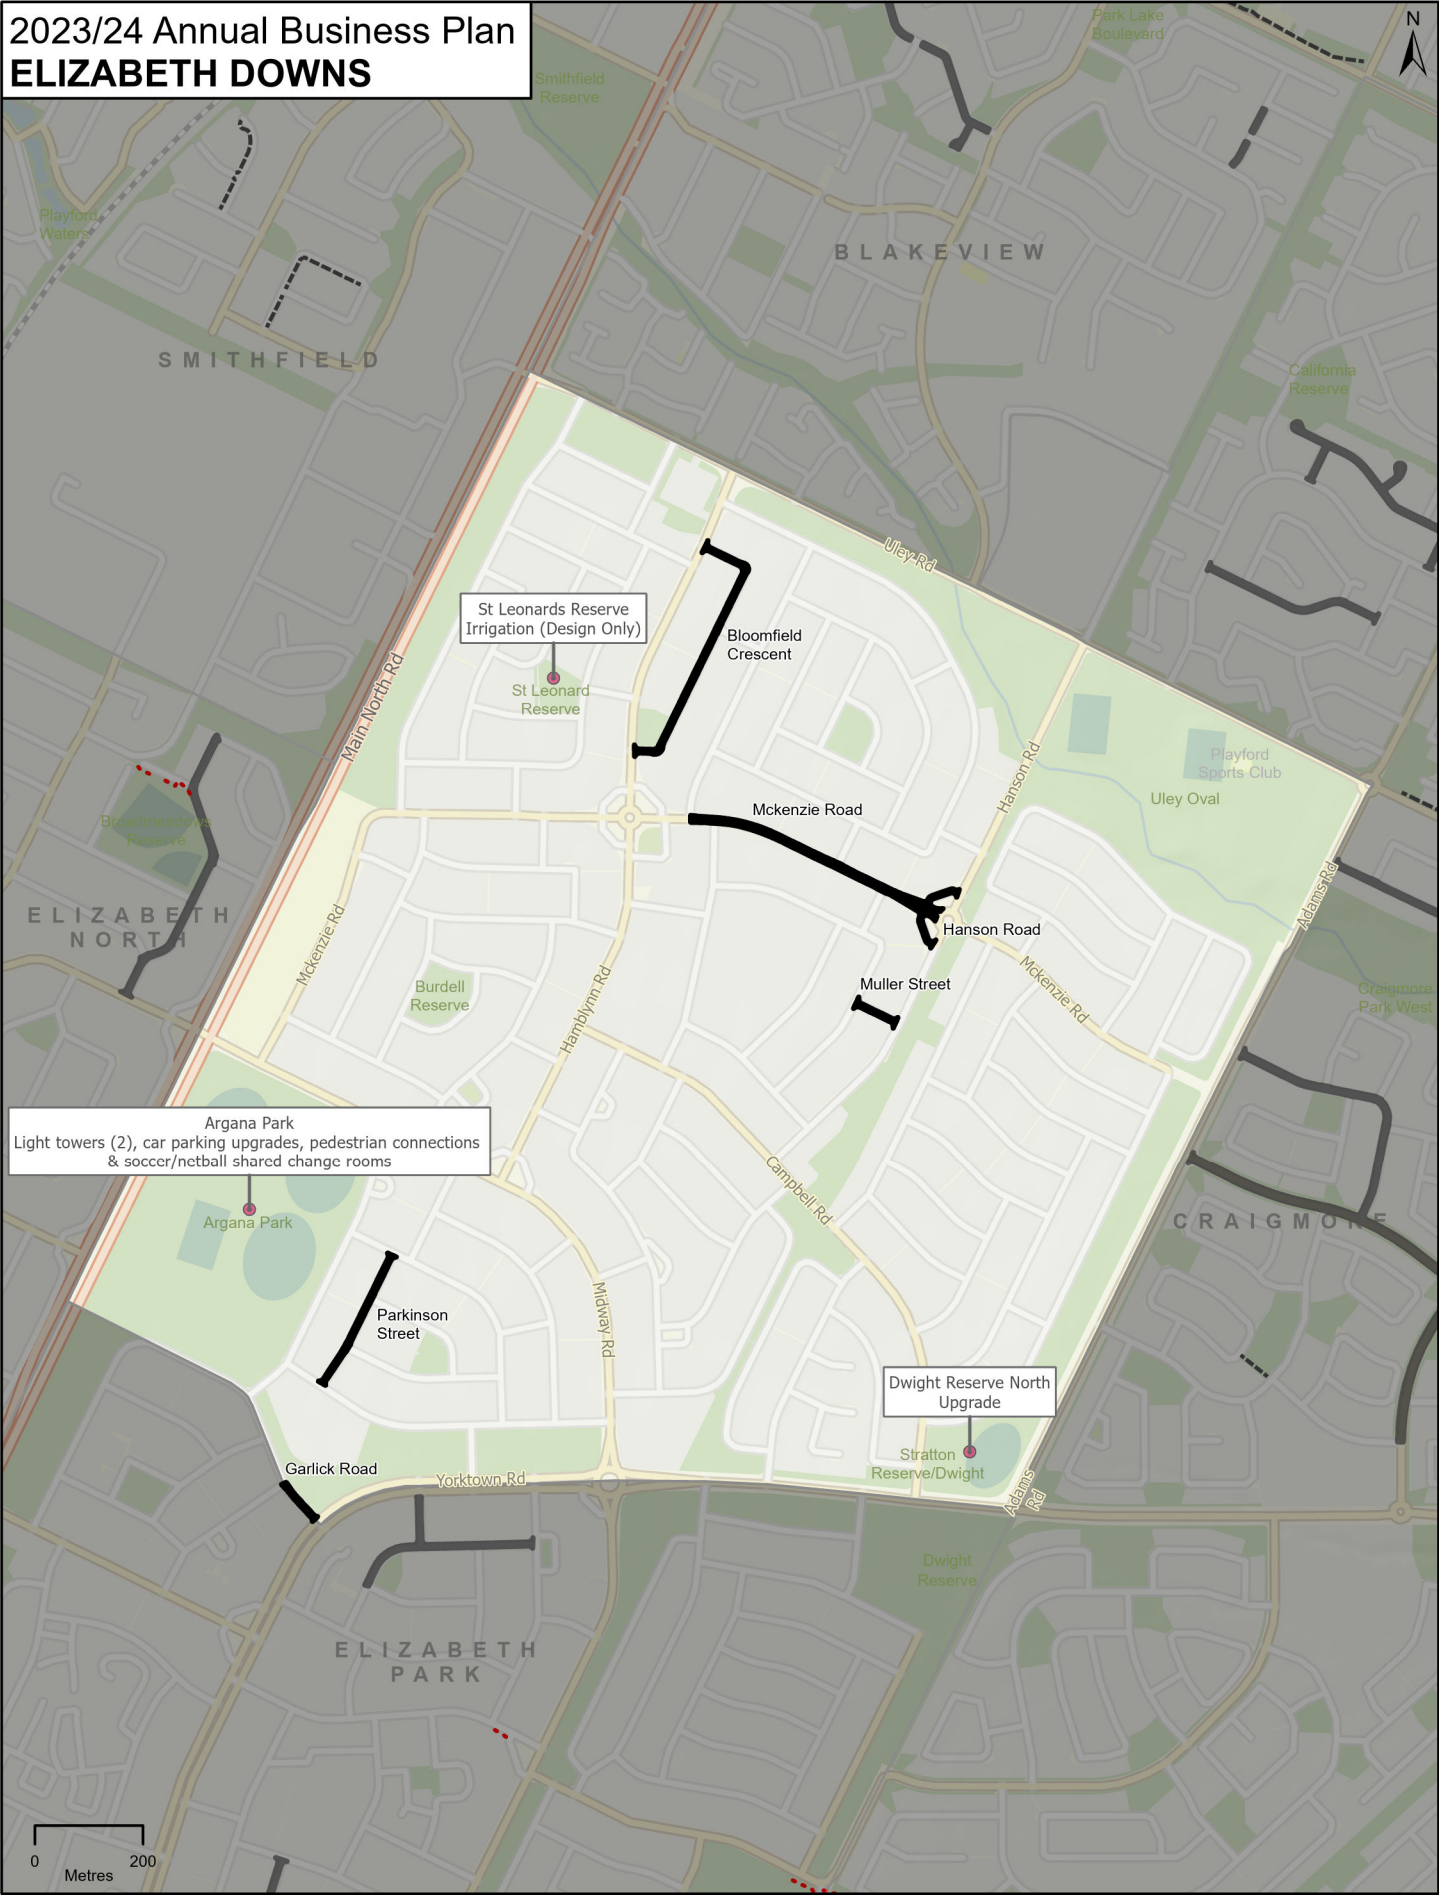 2023/24 Annual Business Plan
ELIZABETH DOWNS
N
Park Lake
Boulevard
Smithfield
Reserve
Playford
Waters
BLAKEVIEW
SMITHFIELD
California
Reserve
Uley Rd
St Leonards Reserve
Irrigation (Design Only)
Bloomfield
Crescent
St Leonard
Reserve
Main North Rd
Hanson Rd
Playford
Sports Club
Uley Oval
Mckenzie Road
Broadmeadows
Reserve
Adams Rd
ELIZABETH
NORTH
Mckenzie Rd
Hanson Road
Mckenzie Rd
Muller Street
Burdell
Reserve
Craigmore
Park West
Hamblynn Rd
Argana Park
Light towers (2), car parking upgrades, pedestrian connections
& soccer/netball shared change rooms
Campbell Rd
Argana Park
CRAIGMORE
Parkinson
Street
Midway Rd
Dwight Reserve North
Upgrade
Stratton
Reserve/Dwight
Garlick Road
Yorktown Rd
Adams
Rd
Dwight
Reserve
ELIZABETH
PARK
0 200
Metres